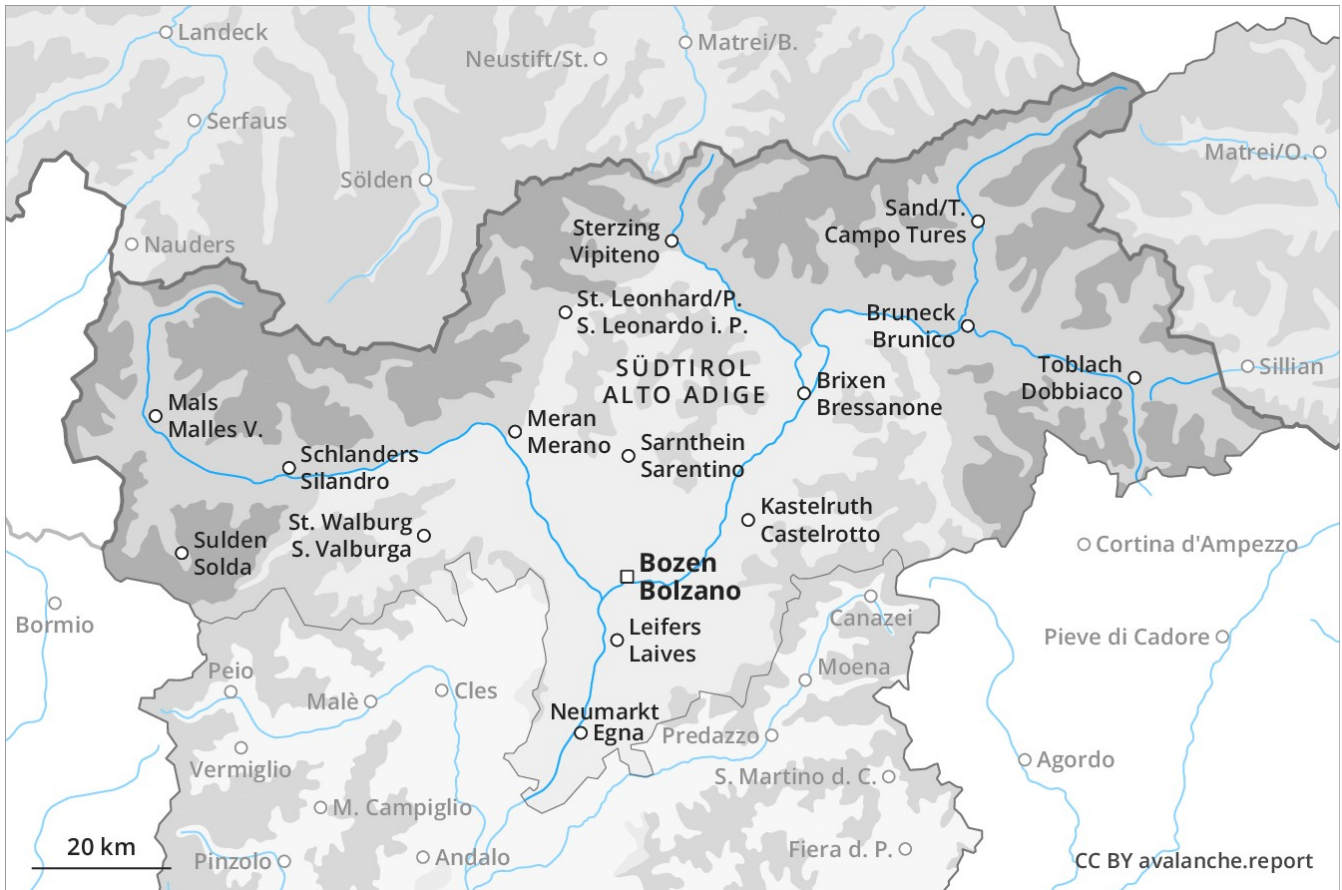 Landeck
Neustift/St.
Matrei/B.
Serfaus
Matrei/O.
Sölden
Nauders
Sand/T.
Campo Tures
Sterzing
Vipiteno
St. Leonhard/P.
S. Leonardo i. P.
Bruneck
Brunico
SÜDTIROL
ALTO ADIGE
Toblach
Dobbiaco
Sillian
Brixen
Bressanone
Mals
Malles V.
Meran
Merano
Sarnthein
Sarentino
Schlanders
Silandro
Kastelruth
Castelrotto
St. Walburg
S. Valburga
Sulden
Solda
Cortina d'Ampezzo
Bozen
Bolzano
Bormio
Canazei
Leifers
Laives
Pieve di Cadore
Peio
Moena
Malè
Cles
Neumarkt
Egna
Predazzo
Vermiglio
Agordo
S. Martino d. C.
M. Campiglio
20 km
Pinzolo
Andalo
Fiera d. P.
CC BY avalanche.report